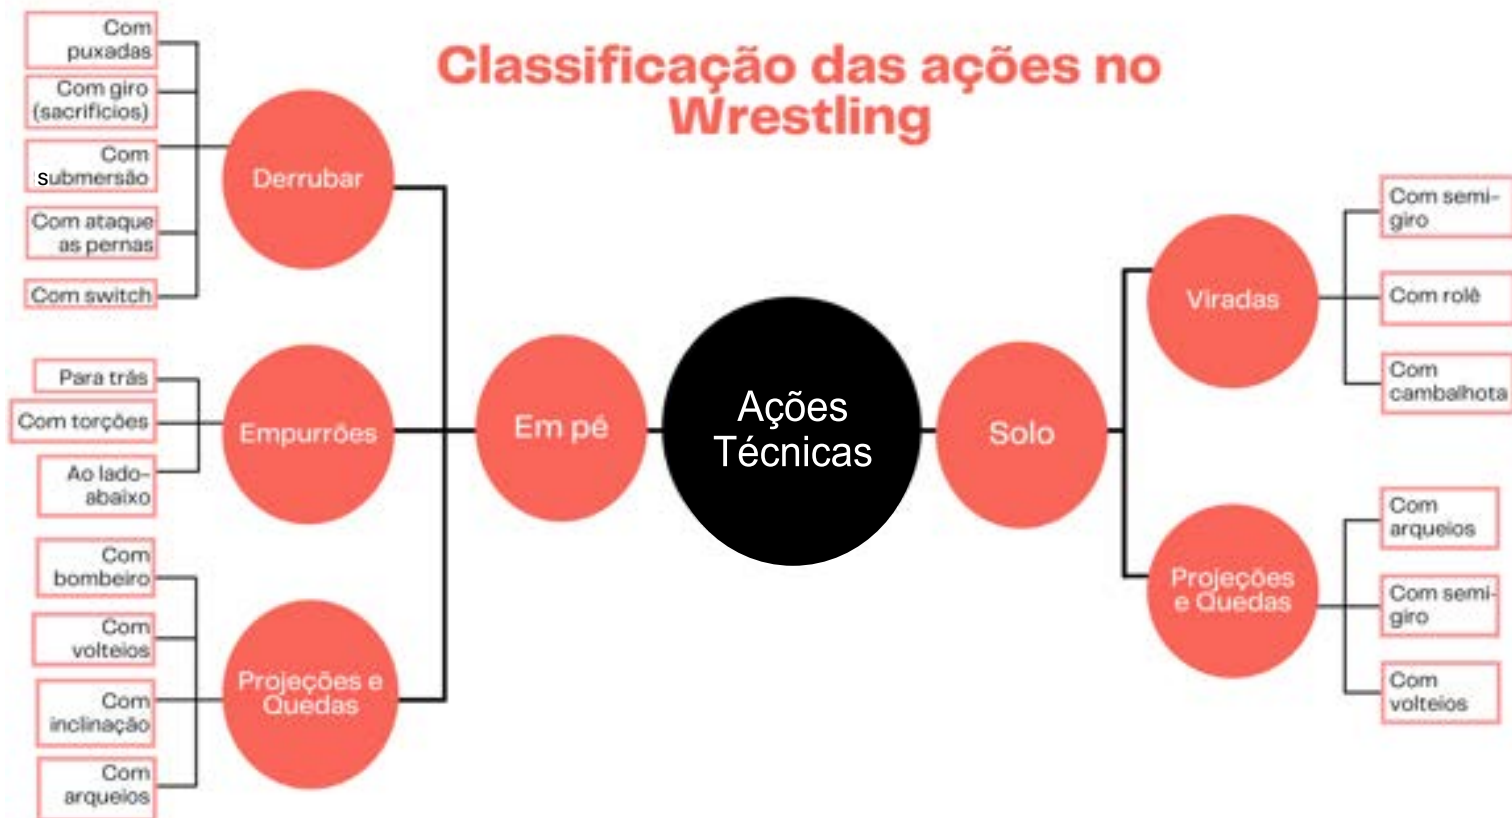 Classificação das ações no
Wrestling
Com
puxadas
Com giro
(sacrifícios)
Com
submersão
Com ataque
as pernas
Com switch
Derrubar
Para trás
Com torções
Ao lado-
abaixo
Empurrões
Com
bombeiro
Com
volteios
Com
inclinação
Com
arqueios
Projeções e
Quedas
Em pé
Ações
Técnicas
Solo
Viradas
Com semi-
giro
Com rolê
Com
cambalhota
Projeções
e Quedas
Com
arqueios
Com semi-
giro
Com
volteios